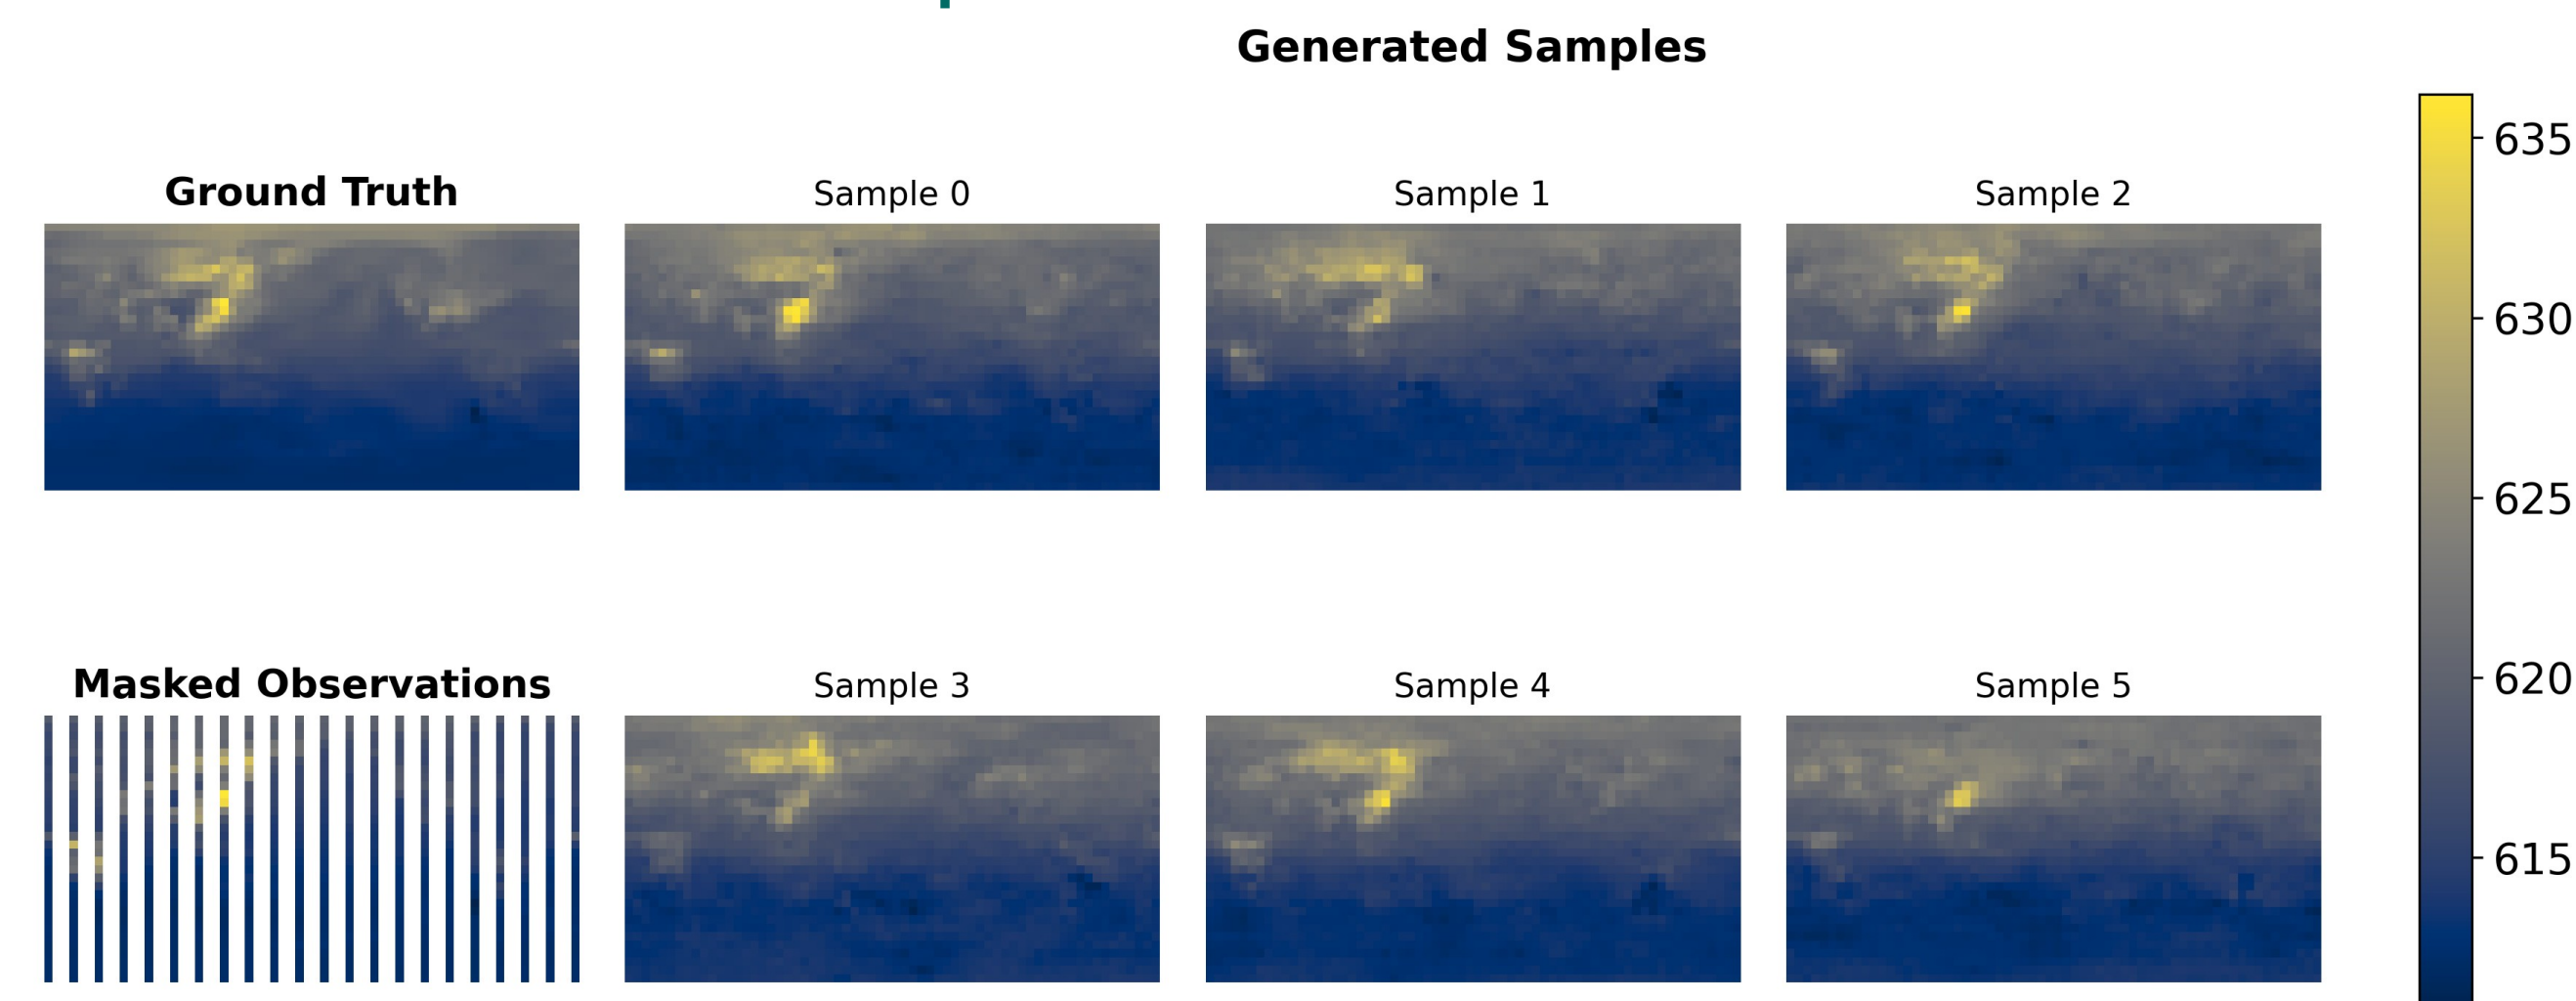 Generated Samples
Ground Truth
Sample 0
Sample 1
Sample 2
Masked Observations
Sample 3
Sample 4
Sample 5
635
630
625
620
615